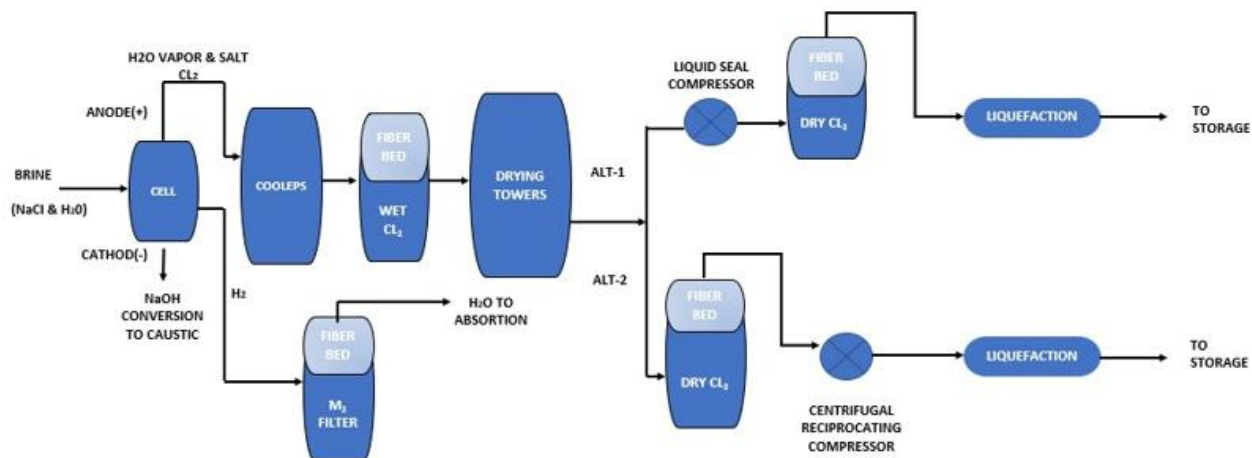 H2O VAPOR & SALT
CL₂
ANODE(+)
BRINE
(NaCl & H₂0)
CELL
CATHOD(-)
NaOH
CONVERSION
TO CAUSTIC
H₂
COOLEPS
FIBER
BED
WET
CL₂
DRYING
TOWERS
FIBER
BED
M₂
FILTER
H₂O TO
ABSORTION
ALT-1
ALT-2
LIQUID SEAL
COMPRESSOR
FIBER
BED
DRY CL₂
LIQUEFACTION
TO
STORAGE
FIBER
BED
DRY CL₂
CENTRIFUGAL
RECIPROCATING
COMPRESSOR
LIQUEFACTION
TO
STORAGE